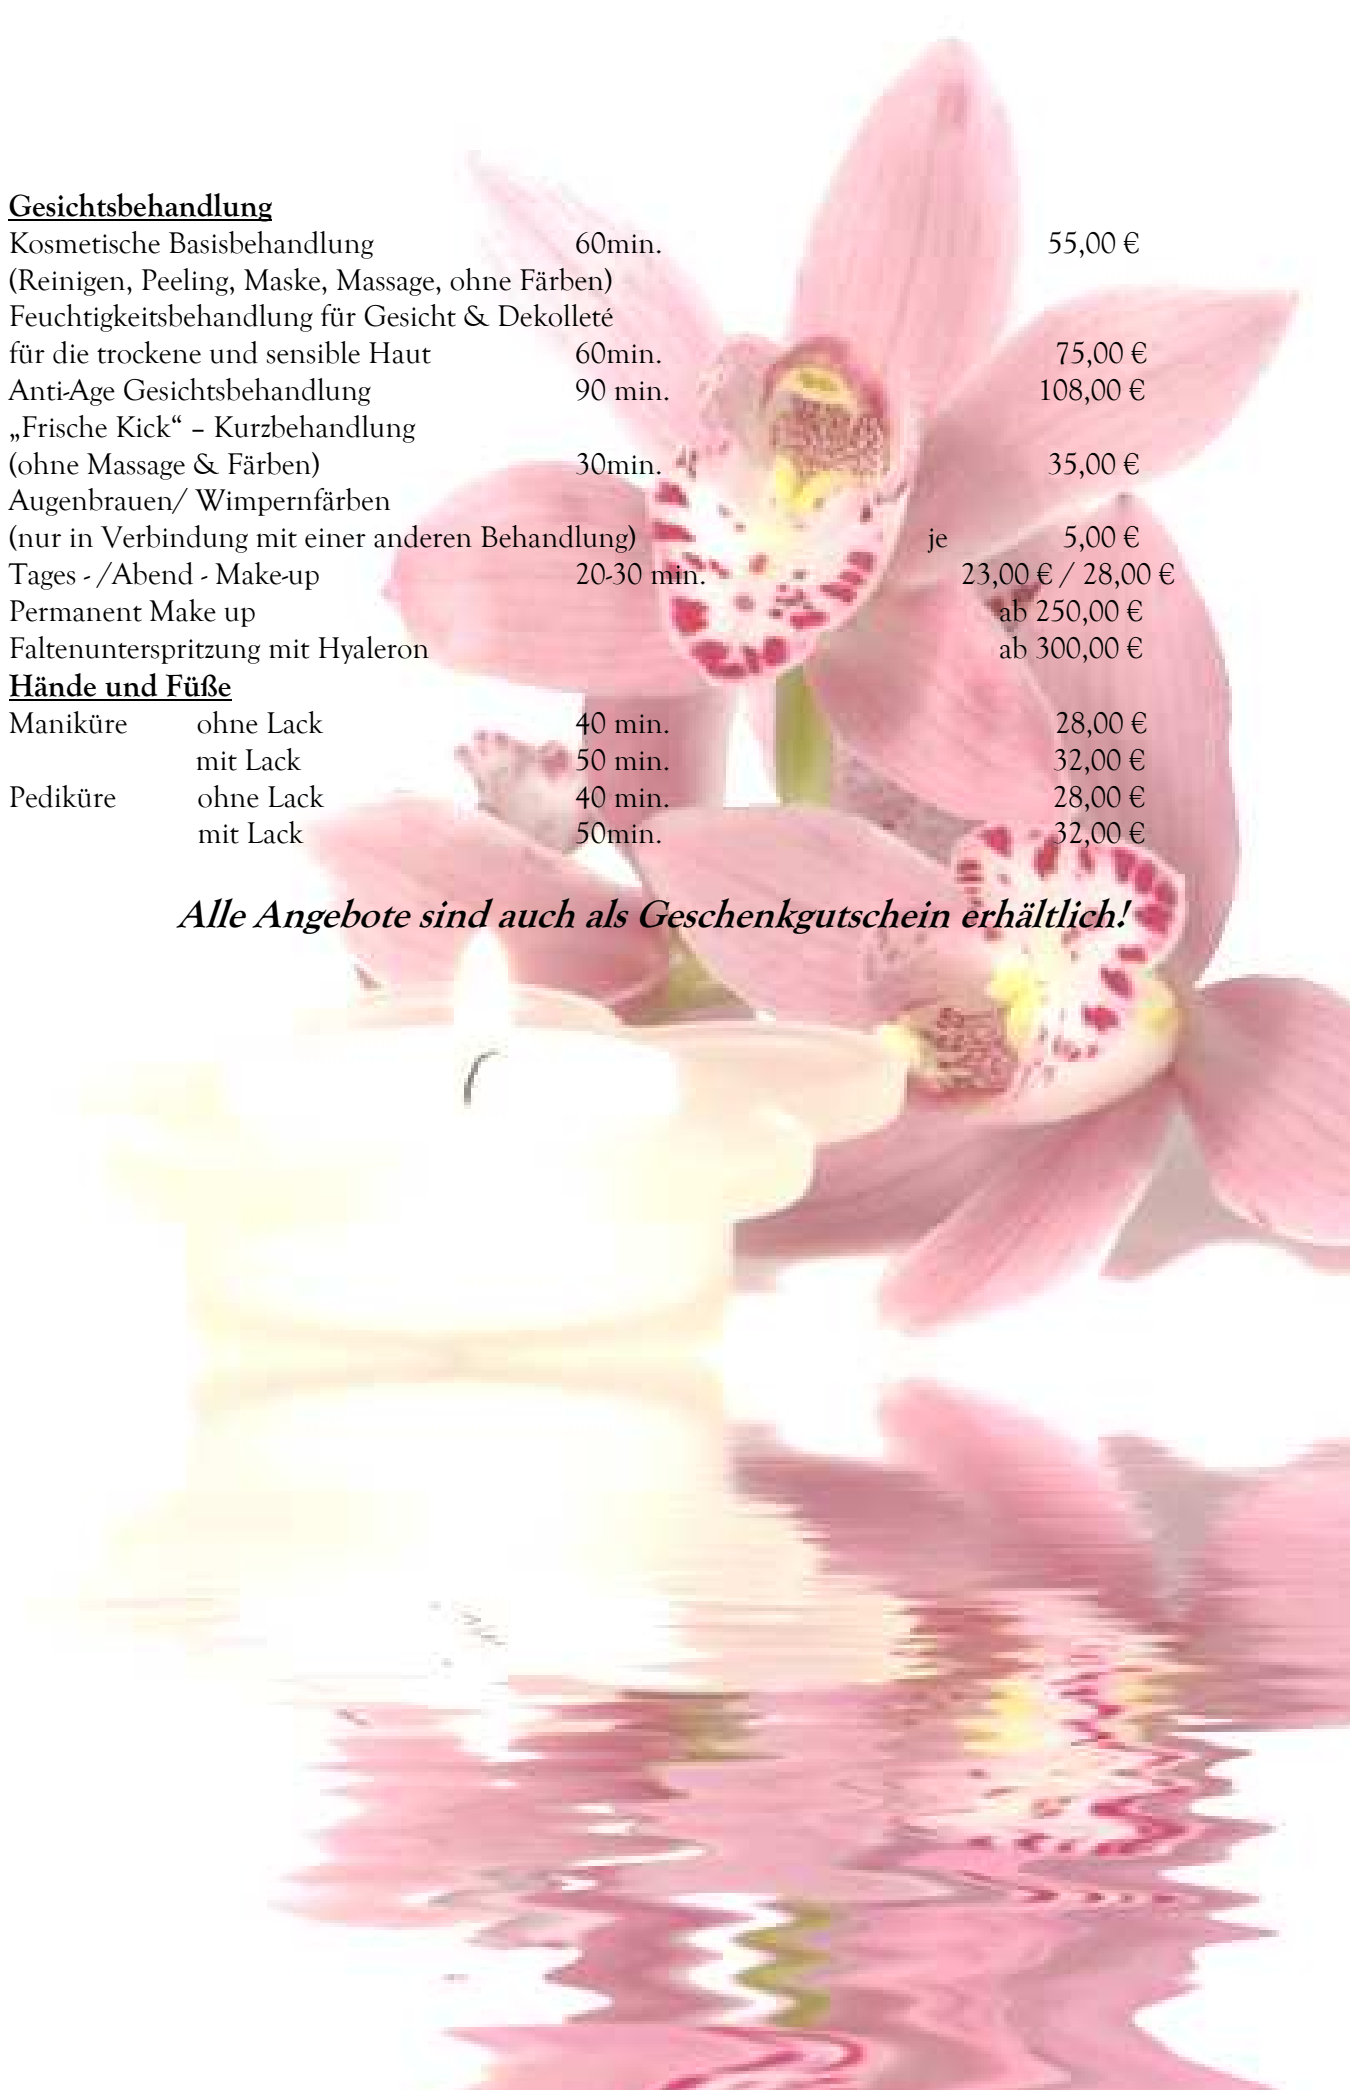 Gesichtsbehandlung
Kosmetische Basisbehandlung 60min. 55,00 €
(Reinigen, Peeling, Maske, Massage, ohne Färben)
Feuchtigkeitsbehandlung für Gesicht & Dekolleté
für die trockene und sensible Haut 60min. 75,00 €
Anti-Age Gesichtsbehandlung 90 min. 108,00 €
„Frische Kick“ – Kurzbehandlung
(ohne Massage & Färben) 30min. 35,00 €
Augenbrauen/ Wimpernfärben
(nur in Verbindung mit einer anderen Behandlung) je 5,00 €
Tages - /Abend - Make-up 20-30 min. 23,00 € / 28,00 €
Permanent Make up ab 250,00 €
Faltenunterspritzung mit Hyaleron ab 300,00 €
Hände und Füße
Maniküre ohne Lack 40 min. 28,00 €
mit Lack 50 min. 32,00 €
Pediküre ohne Lack 40 min. 28,00 €
mit Lack 50min. 32,00 €
Alle Angebote sind auch als Geschenkgutschein erhältlich!